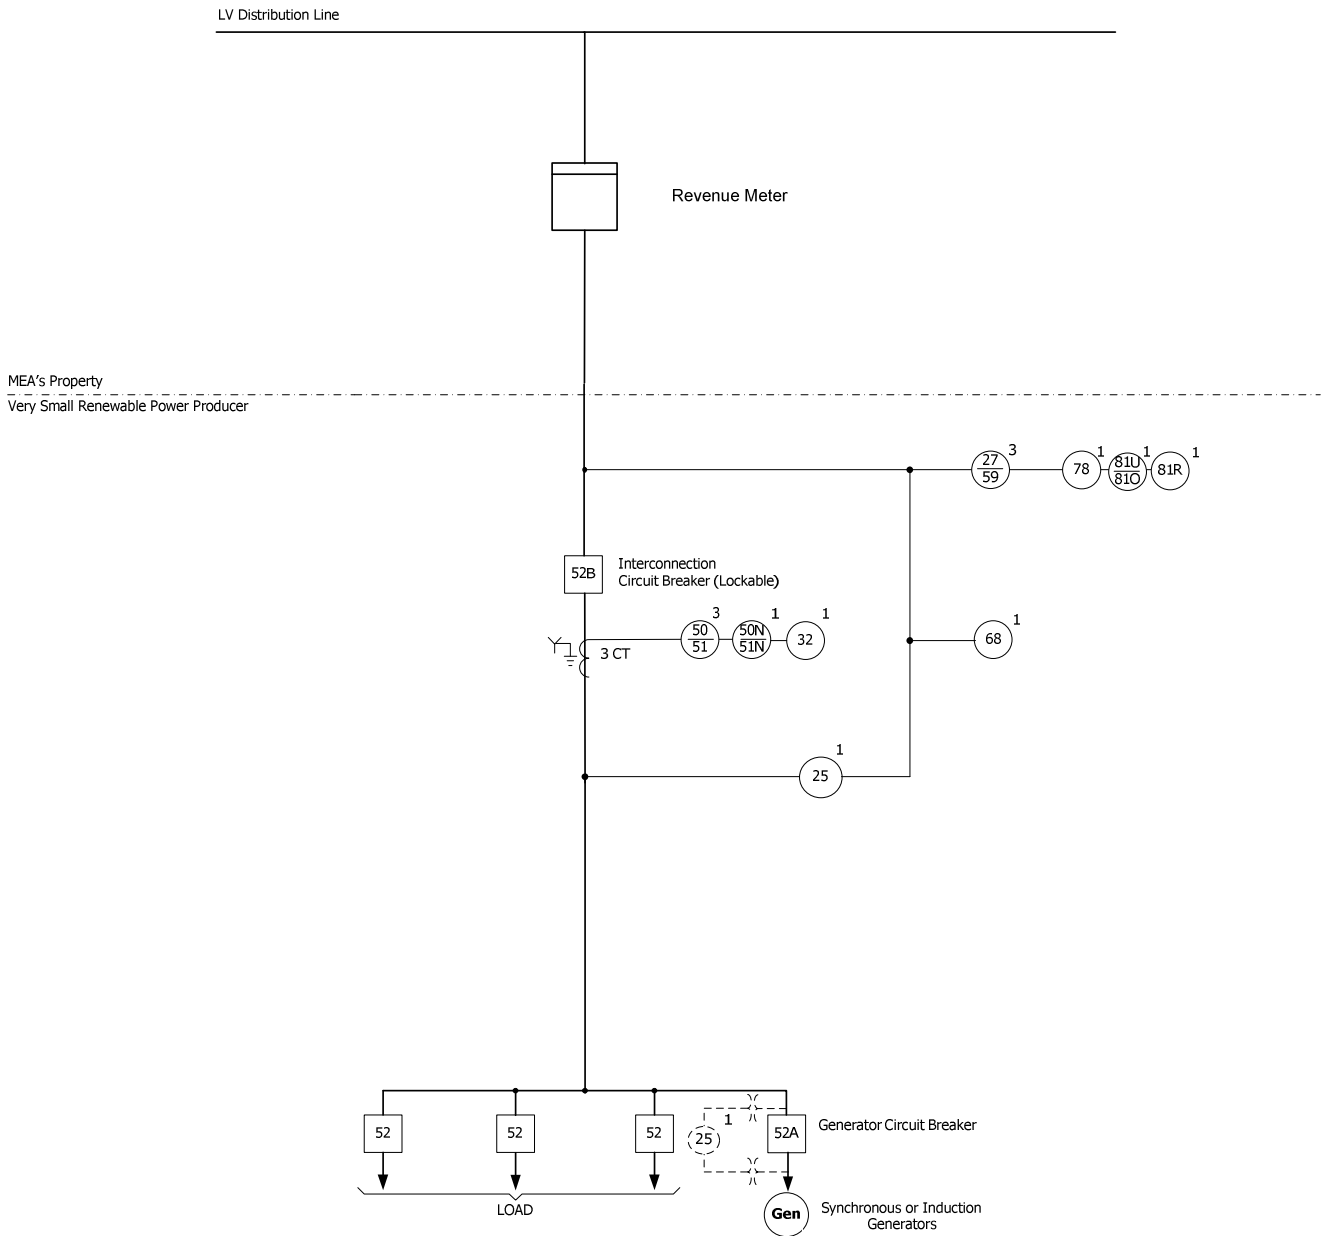 LV Distribution Line
Revenue Meter
MEA's Property
Very Small Renewable Power Producer
27
59
3
78
1
81U
81O
1
81R
1
52B
Interconnection
Circuit Breaker (Lockable)
3 CT
50
51
3
50N
51N
1
32
1
68
1
25
1
52
52
52
25
1
52A
Generator Circuit Breaker
LOAD
Gen
Synchronous or Induction
Generators